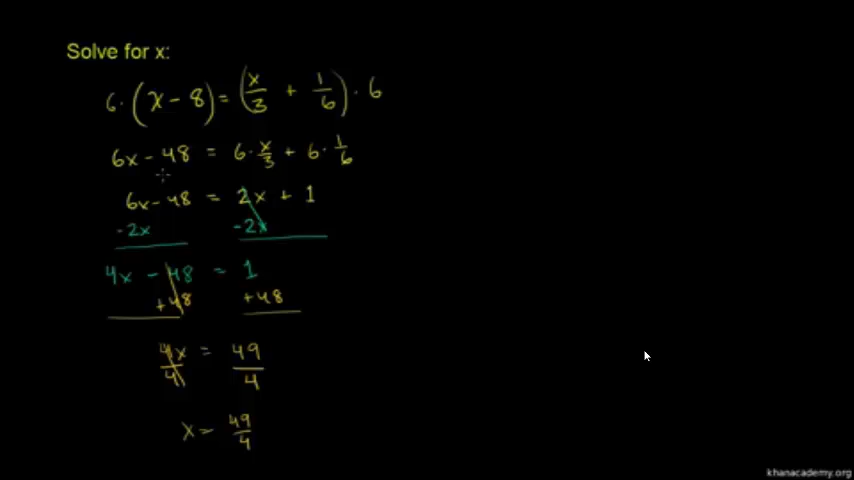 Solve for x:
6·(x − 8) = (x/3 + 1/6)·6
6x − 48 = 6·x/3 + 6·1/6
6x − 48 = 2x + 1
-2x -2x
4x − 48 = 1
+48 +48
4x/4 = 49/4
x = 49/4
khanacademy.org